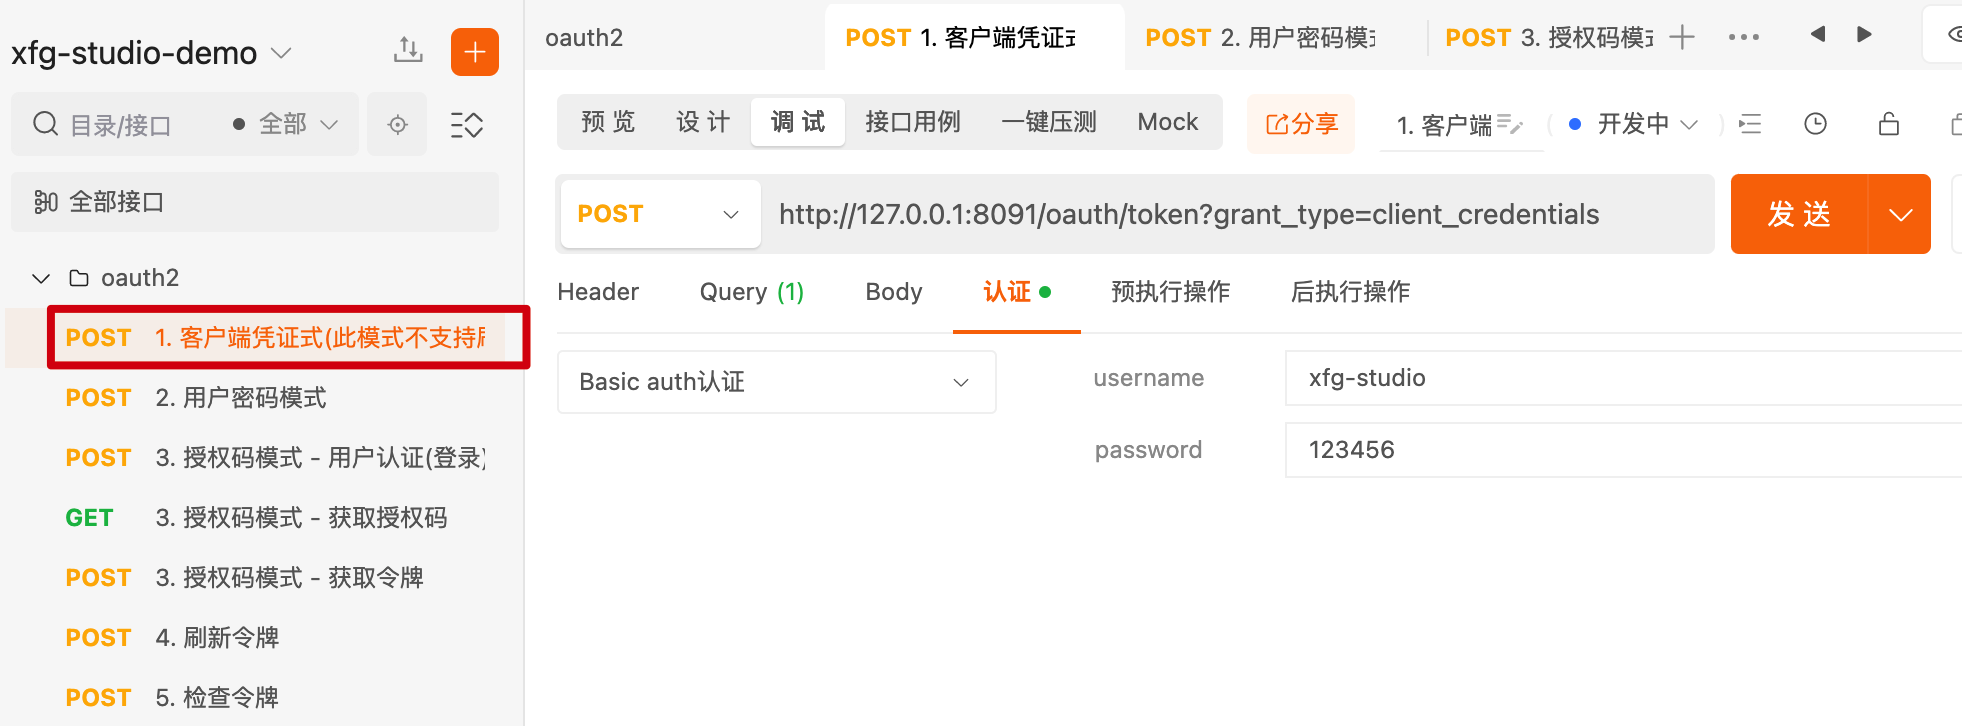 xfg-studio-demo
目录/接口 全部
全部接口
oauth2
POST 1. 客户端凭证式(此模式不支持
POST 2. 用户密码模式
POST 3. 授权码模式 - 用户认证(登录)
GET 3. 授权码模式 - 获取授权码
POST 3. 授权码模式 - 获取令牌
POST 4. 刷新令牌
POST 5. 检查令牌
oauth2 POST 1. 客户端凭证 POST 2. 用户密码模 POST 3. 授权码模
预览 设计 调试 接口用例 一键压测 Mock 分享 1. 客户端 ( 开发中 )
POST http://127.0.0.1:8091/oauth/token?grant_type=client_credentials 发送
Header Query (1) Body 认证 预执行操作 后执行操作
Basic auth认证 username xfg-studio
password 123456